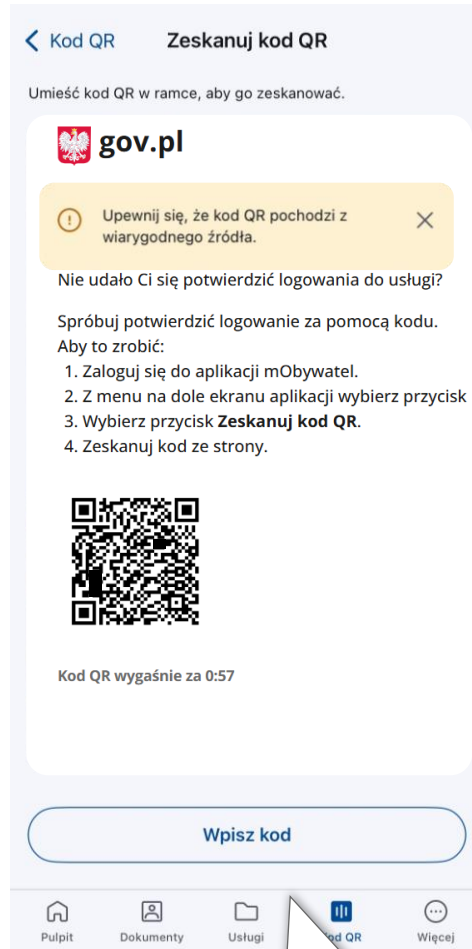 Kod QR Zeskanuj kod QR
Umieść kod QR w ramce, aby go zeskanować.
gov.pl
Upewnij się, że kod QR pochodzi z
wiarygodnego źródła.
Nie udało Ci się potwierdzić logowania do usługi?
Spróbuj potwierdzić logowanie za pomocą kodu.
Aby to zrobić:
1. Zaloguj się do aplikacji mObywatel.
2. Z menu na dole ekranu aplikacji wybierz przycisk
3. Wybierz przycisk Zeskanuj kod QR.
4. Zeskanuj kod ze strony.
Kod QR wygaśnie za 0:57
Wpisz kod
Pulpit Dokumenty Usługi od QR Więcej